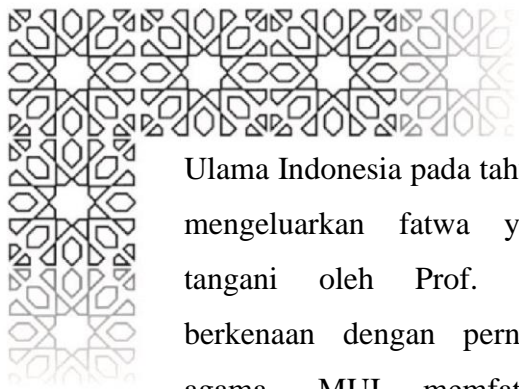 Ulama Indonesia pada tah
mengeluarkan fatwa y
tangani oleh Prof.
berkenaan dengan pern
agama. MUI memfat